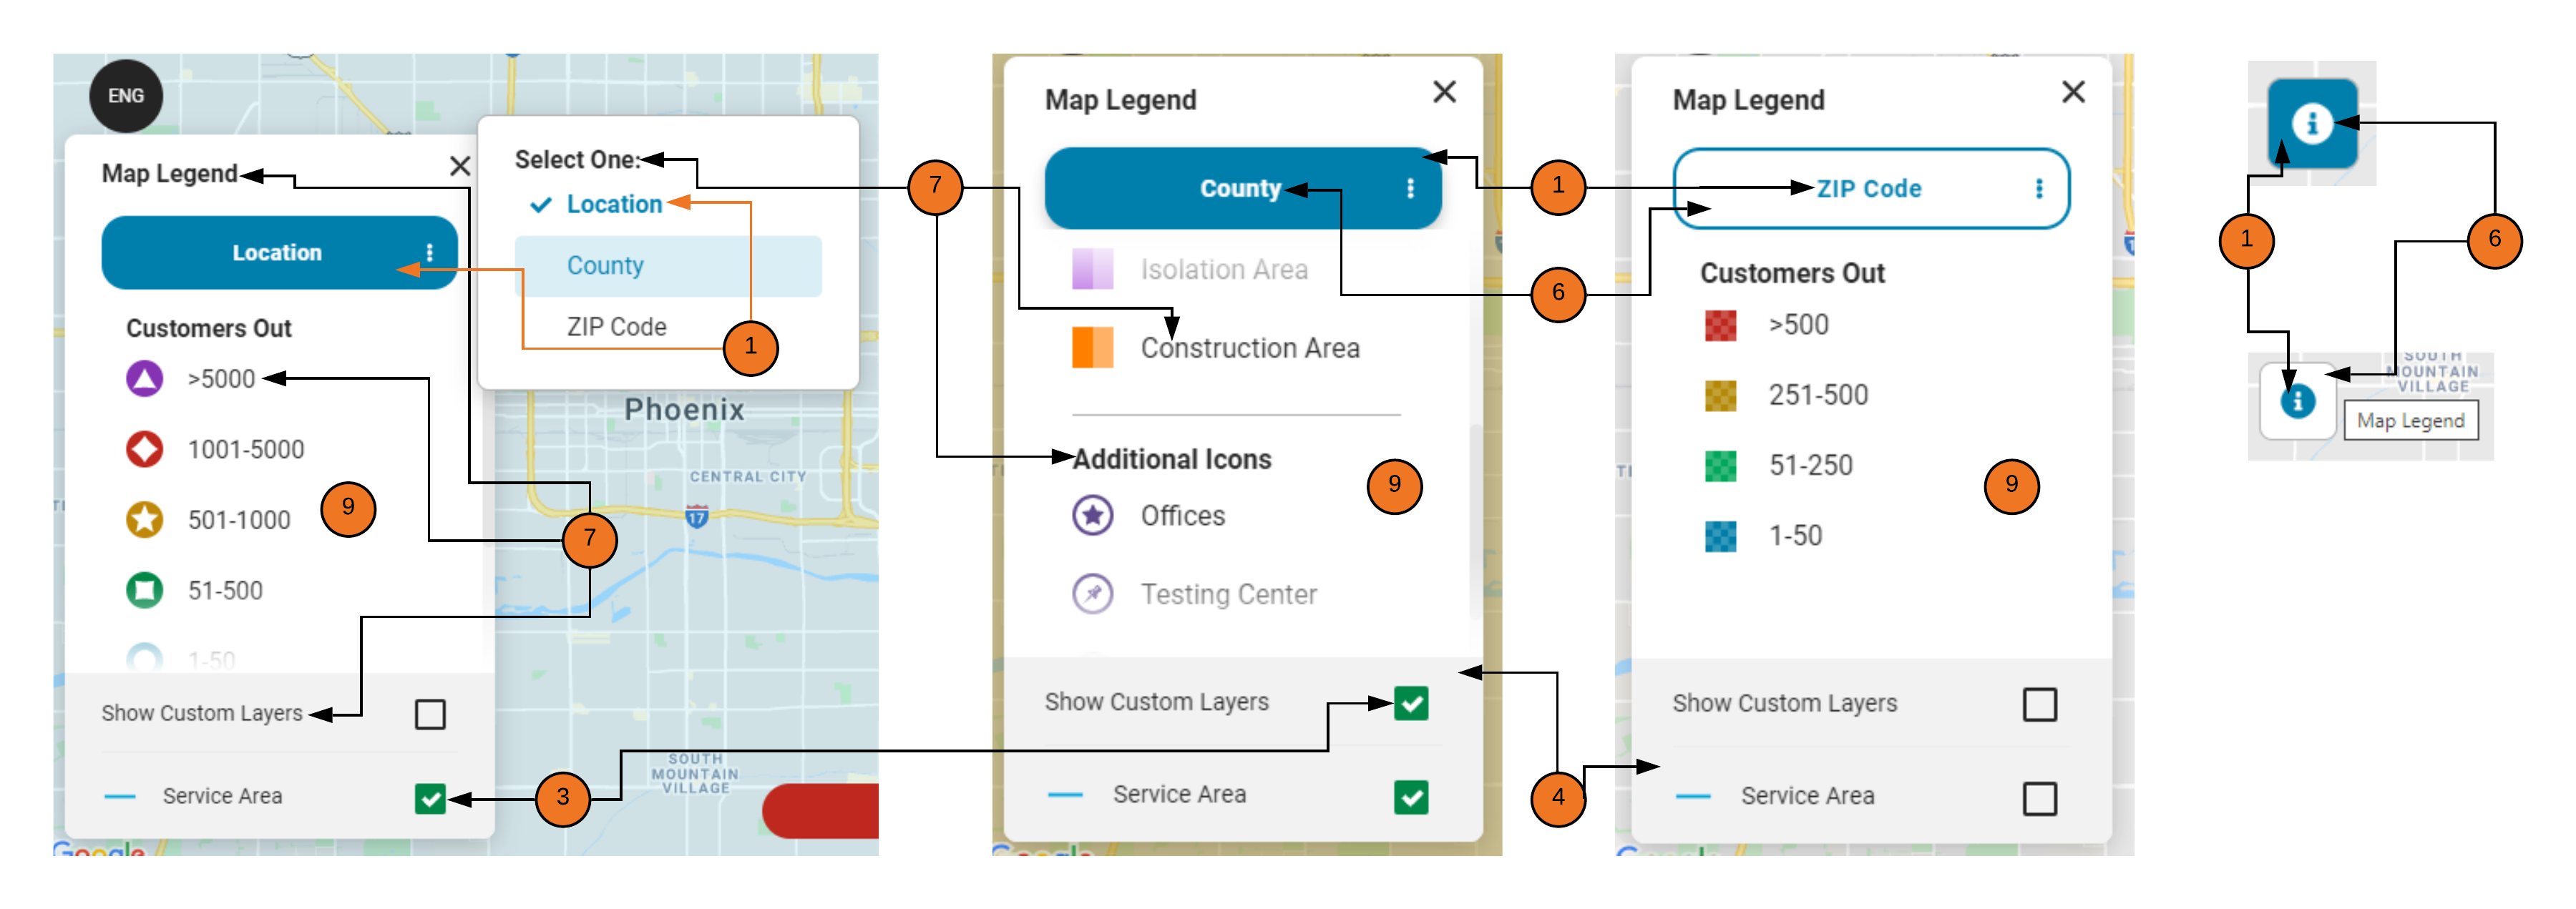 ENG
Map Legend
Location
Customers Out
>5000
1001-5000
501-1000
51-500
1-50
Show Custom Layers
Service Area
Google
Select One:
Location
County
ZIP Code
1
Phoenix
CENTRAL CITY
17
9
7
SOUTH
MOUNTAIN
VILLAGE
3
7
Map Legend
County
Isolation Area
Construction Area
Additional Icons
Offices
Testing Center
9
Show Custom Layers
Service Area
Google
1
6
4
Map Legend
ZIP Code
Customers Out
>500
251-500
51-250
1-50
9
Show Custom Layers
Service Area
1
6
SOUTH
MOUNTAIN
VILLAGE
Map Legend